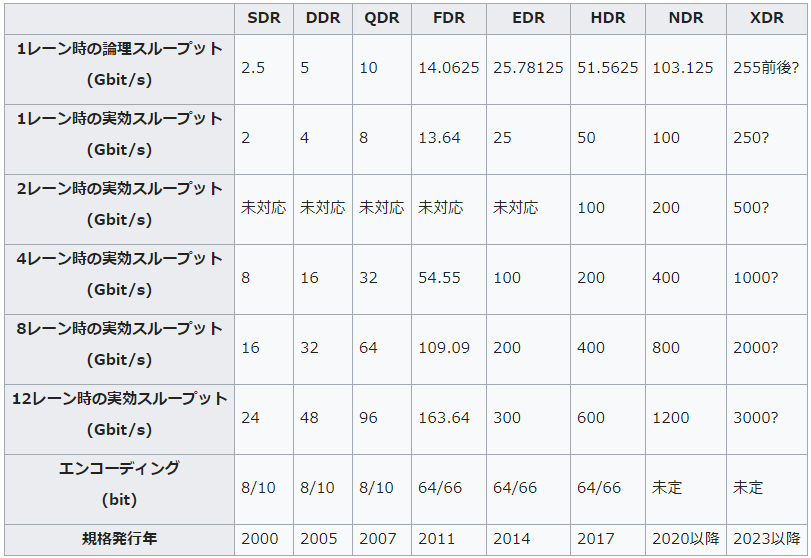 SDR DDR QDR FDR EDR HDR NDR XDR
1レーン時の論理スループット
(Gbit/s)
2.5 5 10 14.0625 25.78125 51.5625 103.125 255前後?
1レーン時の実効スループット
(Gbit/s)
2 4 8 13.64 25 50 100 250?
2レーン時の実効スループット
(Gbit/s)
未対応 未対応 未対応 未対応 未対応 100 200 500?
4レーン時の実効スループット
(Gbit/s)
8 16 32 54.55 100 200 400 1000?
8レーン時の実効スループット
(Gbit/s)
16 32 64 109.09 200 400 800 2000?
12レーン時の実効スループット
(Gbit/s)
24 48 96 163.64 300 600 1200 3000?
エンコーディング
(bit)
8/10 8/10 8/10 64/66 64/66 64/66 未定 未定
規格発行年 2000 2005 2007 2011 2014 2017 2020以降 2023以降